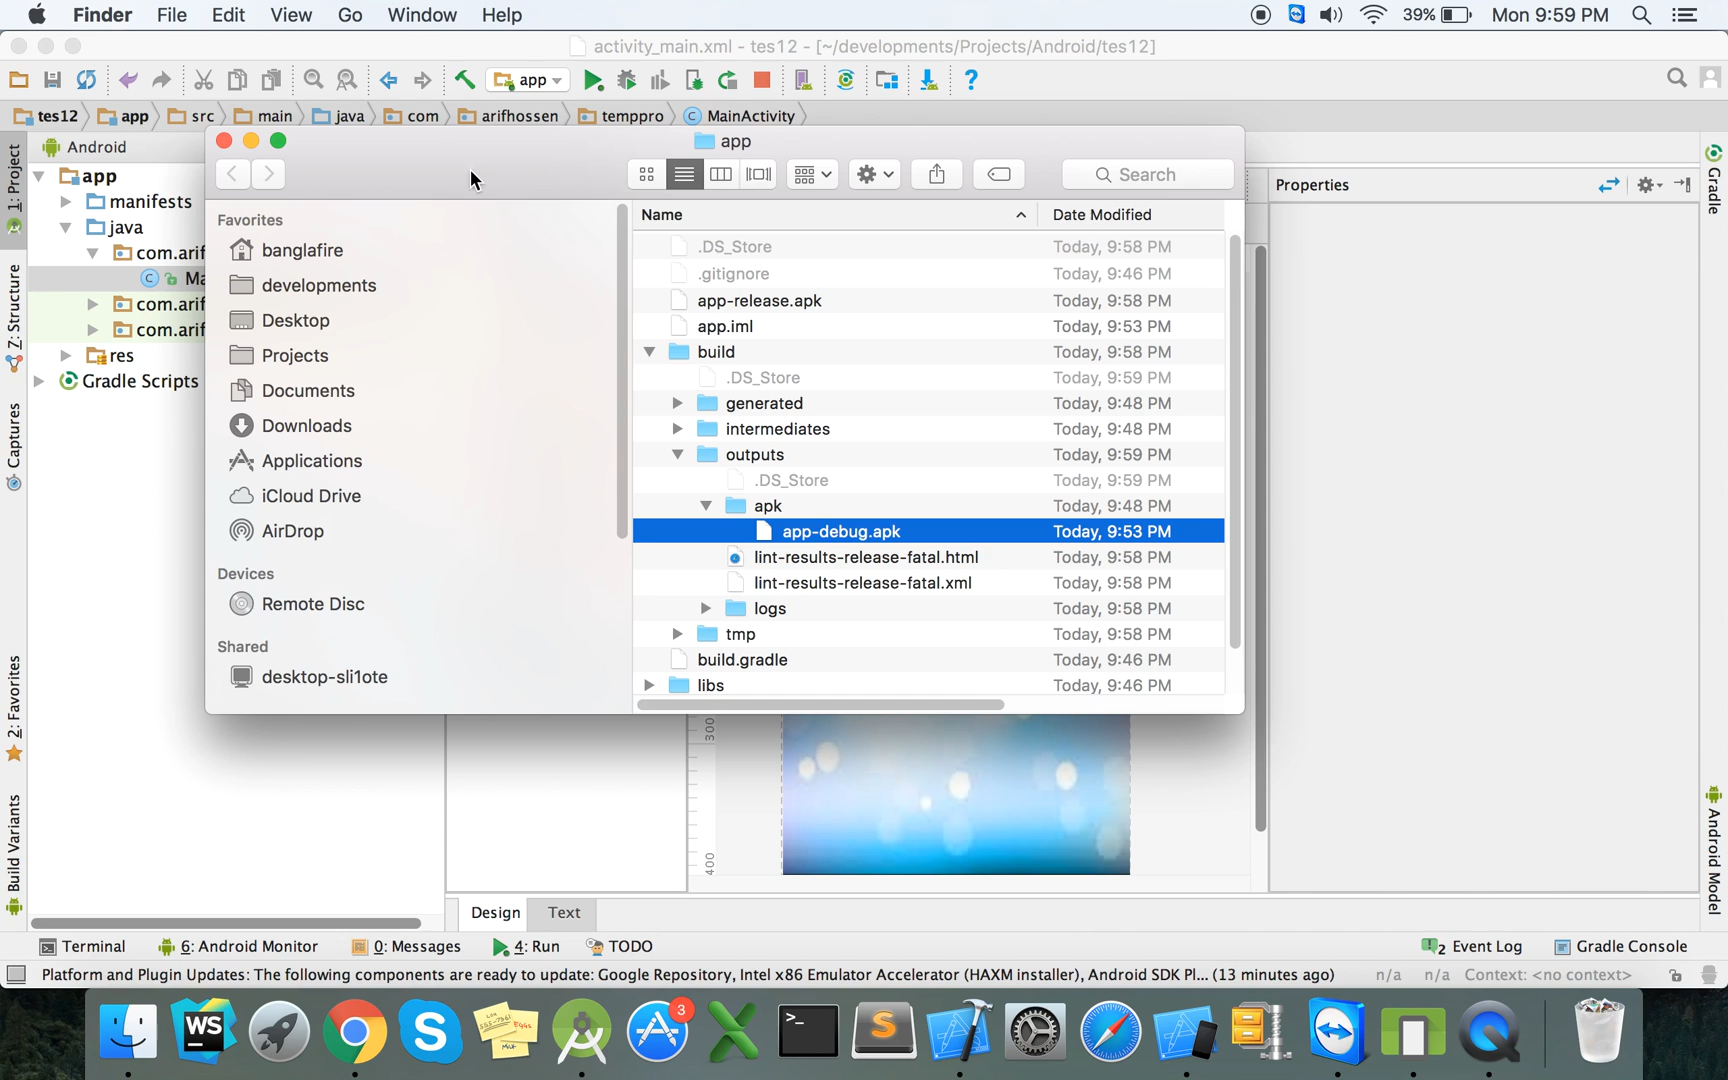 Finder File Edit View Go Window Help 39% Mon 9:59 PM
activity_main.xml - tes12 - [~/developments/Projects/Android/tes12]
app
tes12 app src main java com arifhossen temppro MainActivity
app
Search
1: Project
Android
app
manifests
java
com.arif
Ma
com.arif
com.arif
res
Gradle Scripts
Z: Structure
Captures
2: Favorites
Build Variants
Favorites
banglafire
developments
Desktop
Projects
Documents
Downloads
Applications
iCloud Drive
AirDrop
Devices
Remote Disc
Shared
desktop-sli1ote
Name Date Modified
.DS_Store Today, 9:58 PM
.gitignore Today, 9:46 PM
app-release.apk Today, 9:58 PM
app.iml Today, 9:53 PM
build Today, 9:58 PM
.DS_Store Today, 9:59 PM
generated Today, 9:48 PM
intermediates Today, 9:48 PM
outputs Today, 9:59 PM
.DS_Store Today, 9:59 PM
apk Today, 9:48 PM
app-debug.apk Today, 9:53 PM
lint-results-release-fatal.html Today, 9:58 PM
lint-results-release-fatal.xml Today, 9:58 PM
logs Today, 9:58 PM
tmp Today, 9:58 PM
build.gradle Today, 9:46 PM
libs Today, 9:46 PM
Properties
Gradle
Android Model
300
400
Design Text
Terminal 6: Android Monitor 0: Messages 4: Run TODO 2 Event Log Gradle Console
Platform and Plugin Updates: The following components are ready to update: Google Repository, Intel x86 Emulator Accelerator (HAXM installer), Android SDK Pl... (13 minutes ago) n/a n/a Context: <no context>
WS
3
S